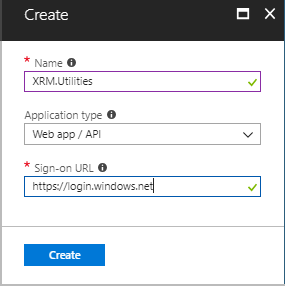 Create
* Name
XRM.Utilities
Application type
Web app / API
* Sign-on URL
https://login.windows.net
Create